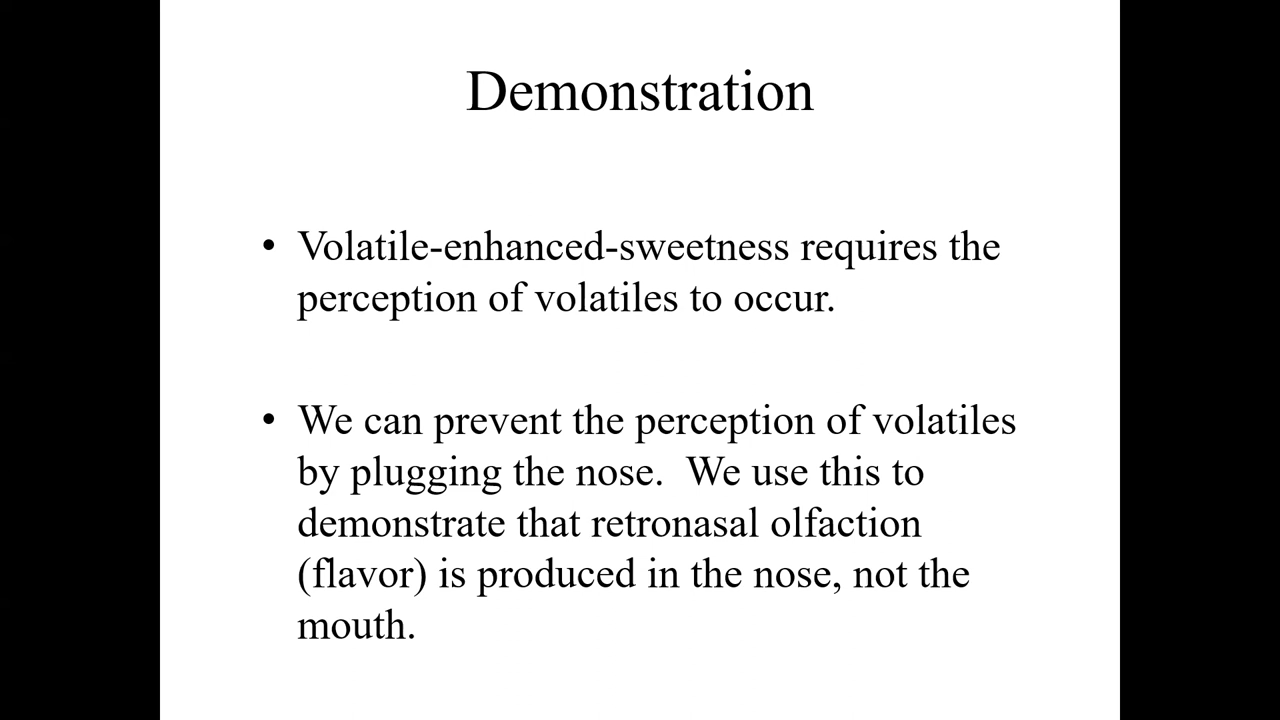 Demonstration
• Volatile-enhanced-sweetness requires the
perception of volatiles to occur.
• We can prevent the perception of volatiles
by plugging the nose.  We use this to
demonstrate that retronasal olfaction
(flavor) is produced in the nose, not the
mouth.